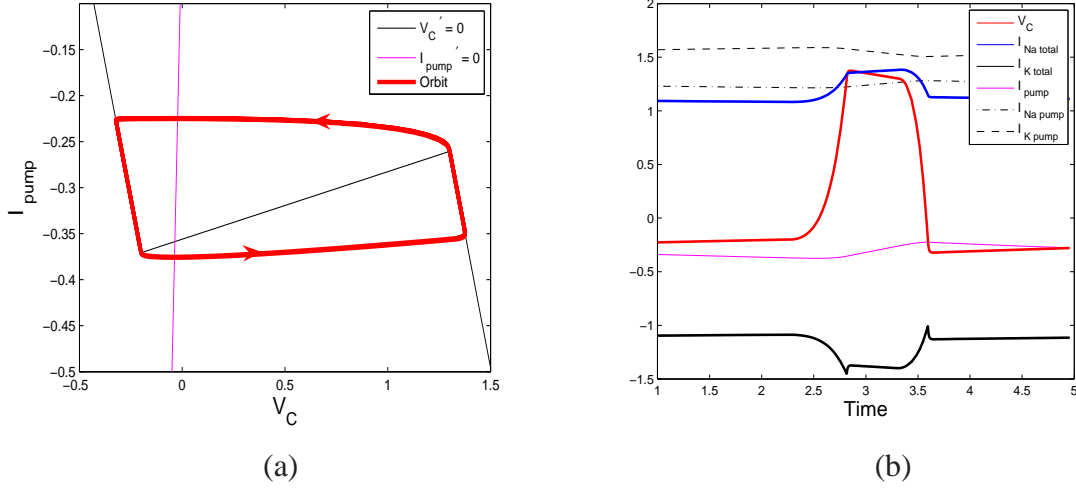 V_C' = 0
I_pump' = 0
Orbit
−0.15
−0.2
−0.25
−0.3
−0.35
−0.4
−0.45
−0.5
I_pump
−0.5 0 0.5 1 1.5
V_C
(a)
2
1.5
1
0.5
0
−0.5
−1
−1.5
V_C
I_Na total
I_K total
I_pump
I_Na pump
I_K pump
1 1.5 2 2.5 3 3.5 4 4.5 5
Time
(b)